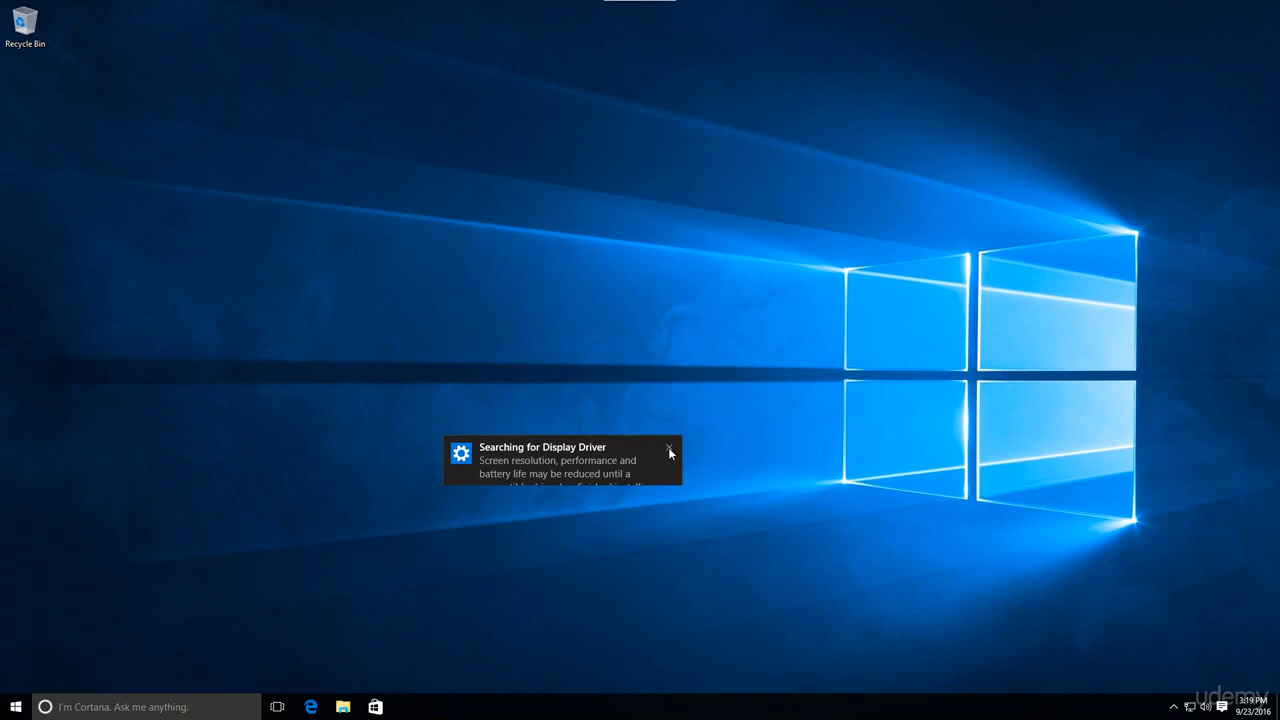 Recycle Bin
Searching for Display Driver
Screen resolution, performance and
battery life may be reduced until a
I'm Cortana. Ask me anything.
udemy
3:19 PM
9/23/2016